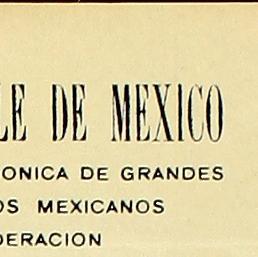 LE DE MEXICO
ONICA DE GRANDES
OS MEXICANOS
DERACION